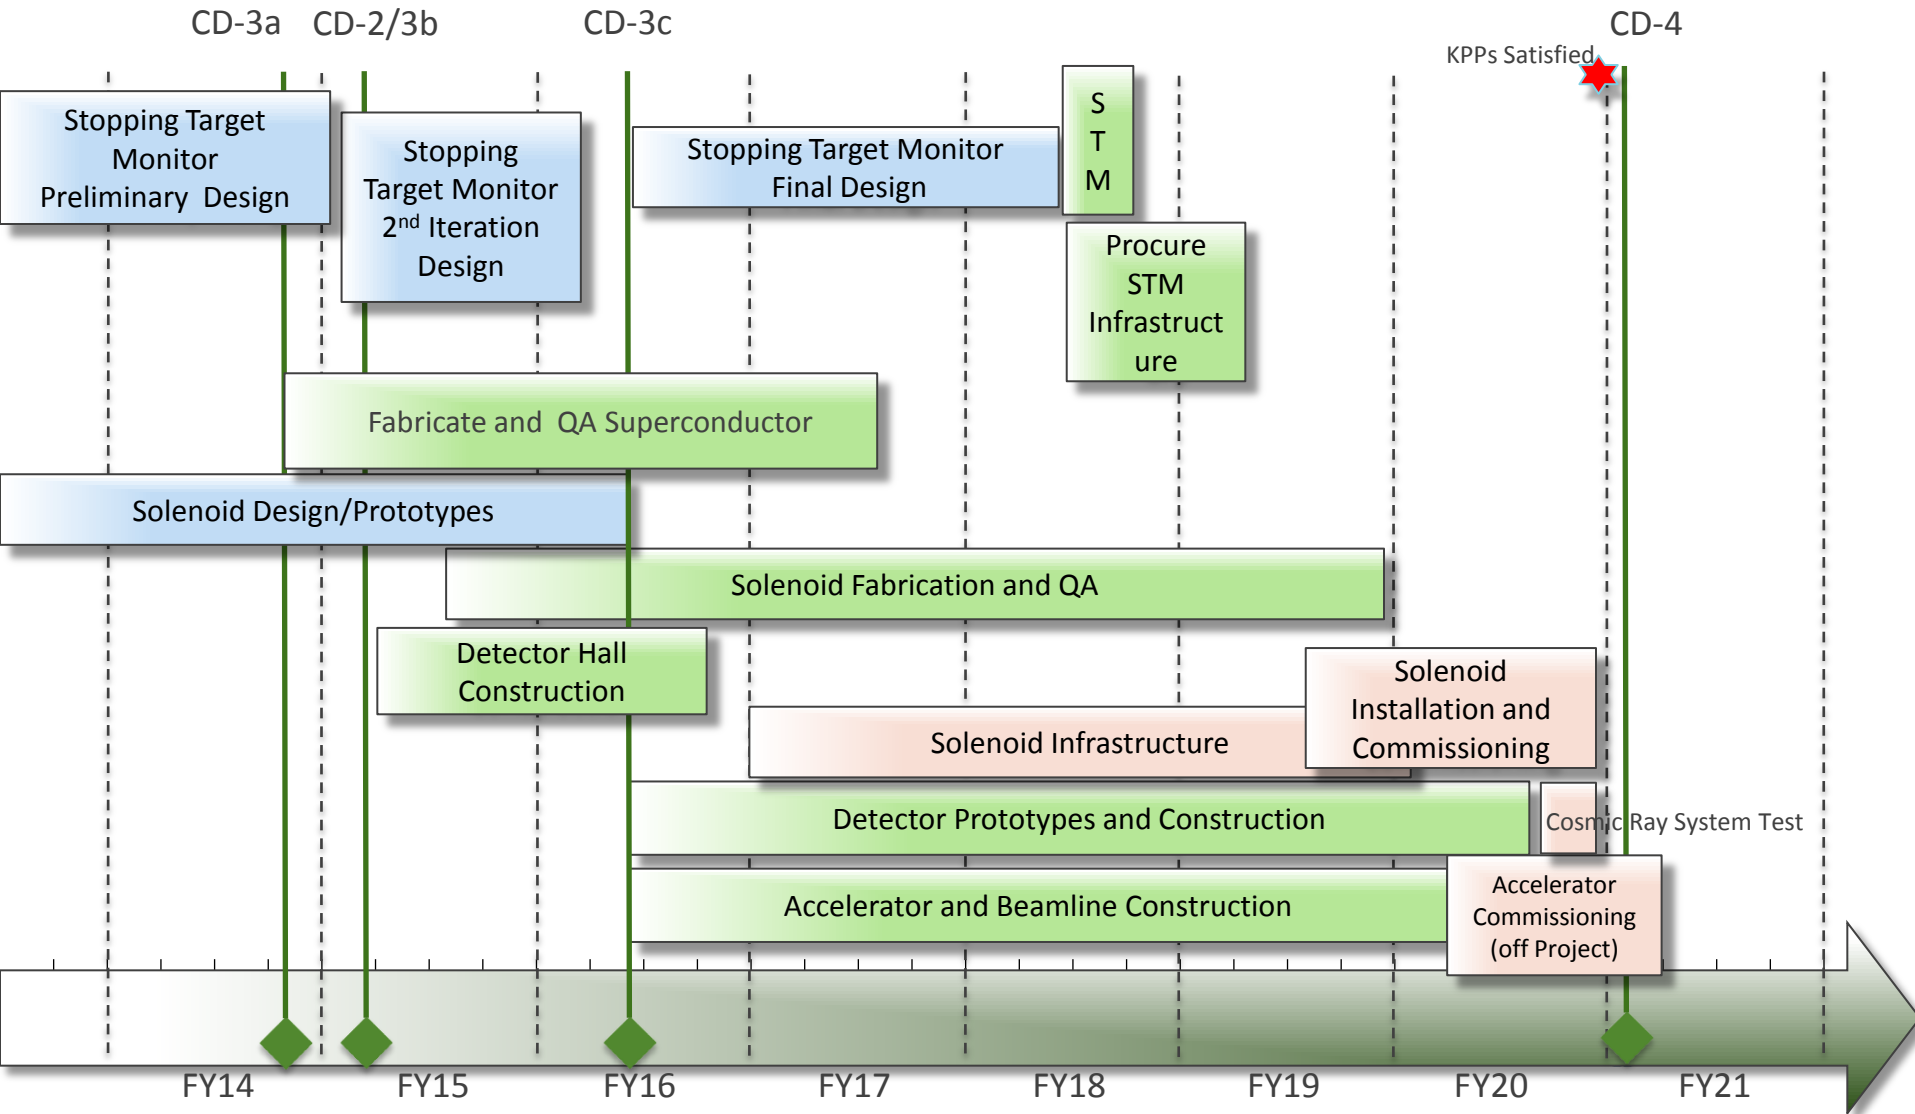 CD-3a CD-2/3b CD-3c CD-4
KPPs Satisfied
Stopping Target
Monitor
Preliminary Design
Stopping
Target Monitor
2nd Iteration
Design
Stopping Target Monitor
Final Design
S
T
M
Procure
STM
Infrastruct
ure
Fabricate and QA Superconductor
Solenoid Design/Prototypes
Solenoid Fabrication and QA
Detector Hall
Construction
Solenoid
Installation and
Commissioning
Solenoid Infrastructure
Detector Prototypes and Construction
Cosmic Ray System Test
Accelerator and Beamline Construction
Accelerator
Commissioning
(off Project)
FY14 FY15 FY16 FY17 FY18 FY19 FY20 FY21